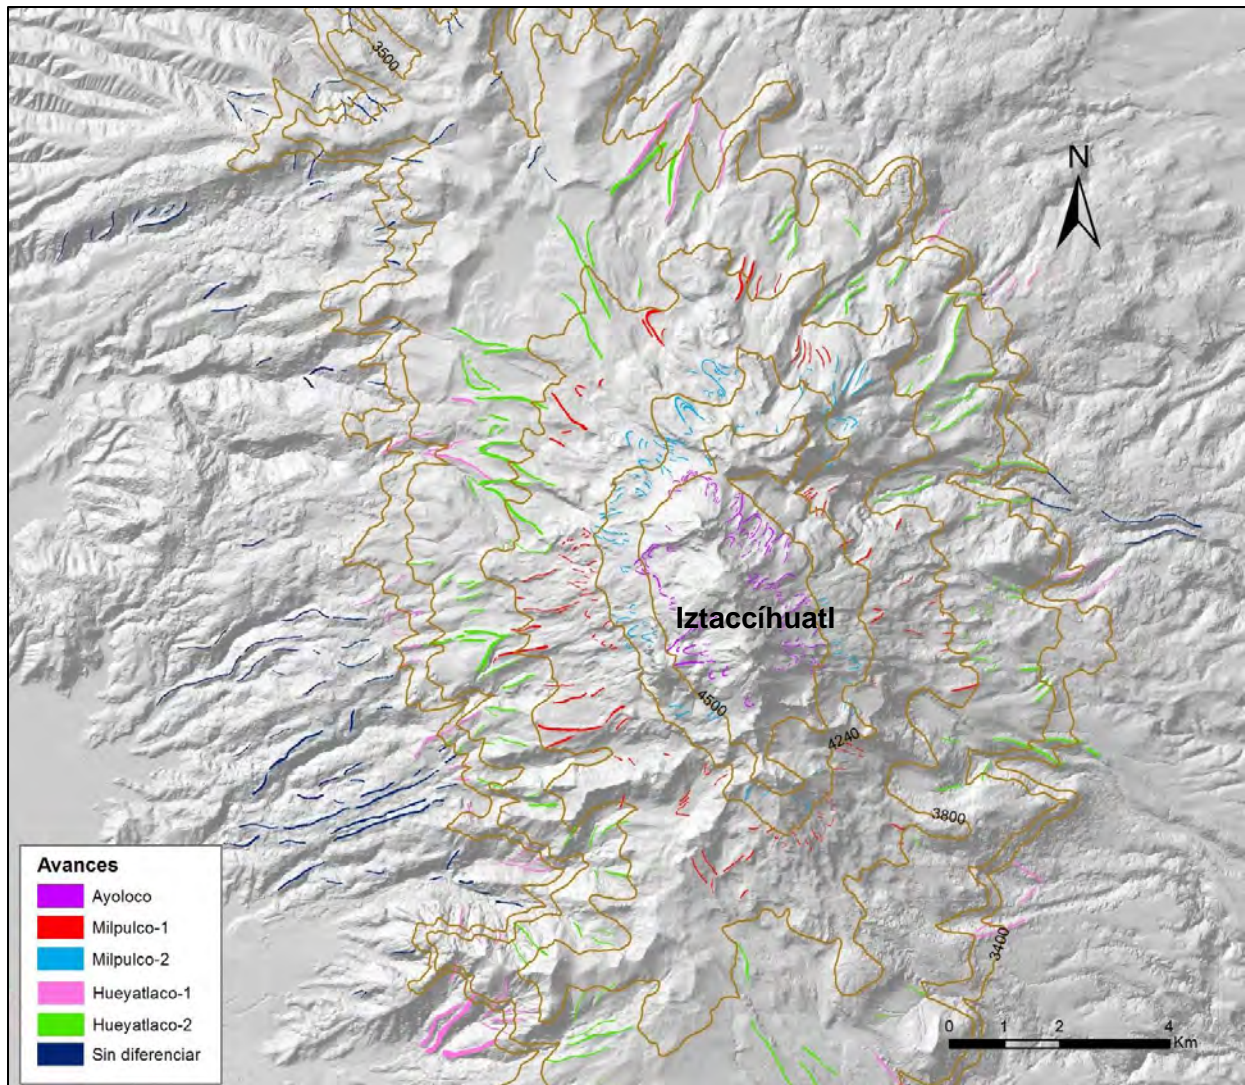 3500
N
Iztaccíhuatl
4500
4240
3800
3400
Avances
Ayoloco
Milpulco-1
Milpulco-2
Hueyatlaco-1
Hueyatlaco-2
Sin diferenciar
0 1 2 4
Km